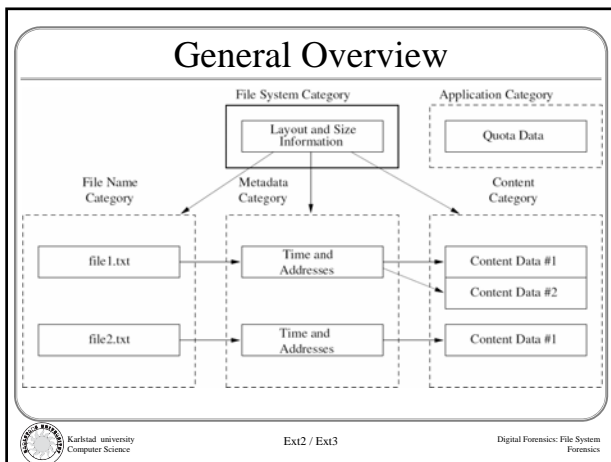 General Overview
File System Category
Application Category
Layout and Size
Information
Quota Data
File Name
Category
Metadata
Category
Content
Category
file1.txt
Time and
Addresses
Content Data #1
Content Data #2
file2.txt
Time and
Addresses
Content Data #1
Karlstad university
Computer Science
Ext2 / Ext3
Digital Forensics: File System
Forensics